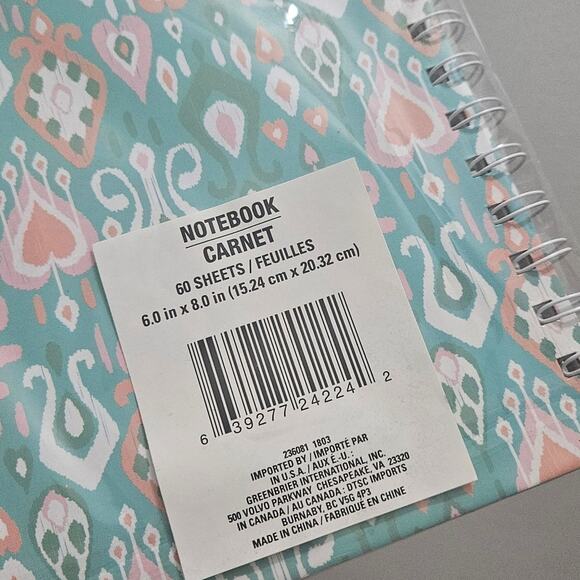 NOTEBOOK
CARNET
60 SHEETS / FEUILLES
6.0 in x 8.0 in (15.24 cm x 20.32 cm)
6 39277 24224 2
236081 1803
IMPORTED BY / IMPORTÉ PAR
IN U.S.A. / AUX É.-U. :
GREENBRIER INTERNATIONAL, INC.
500 VOLVO PARKWAY CHESAPEAKE, VA 23320
IN CANADA / AU CANADA : DTSC IMPORTS
BURNABY, BC V5G 4P3
MADE IN CHINA / FABRIQUÉ EN CHINE